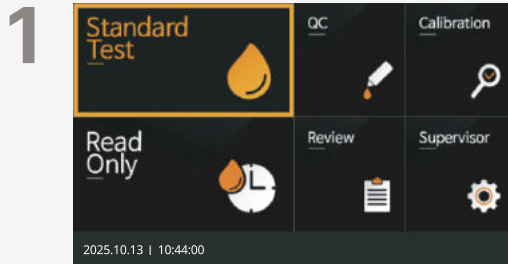 1
Standard
Test
QC
Calibration
Read
Only
Review
Supervisor
2025.10.13 | 10:44:00